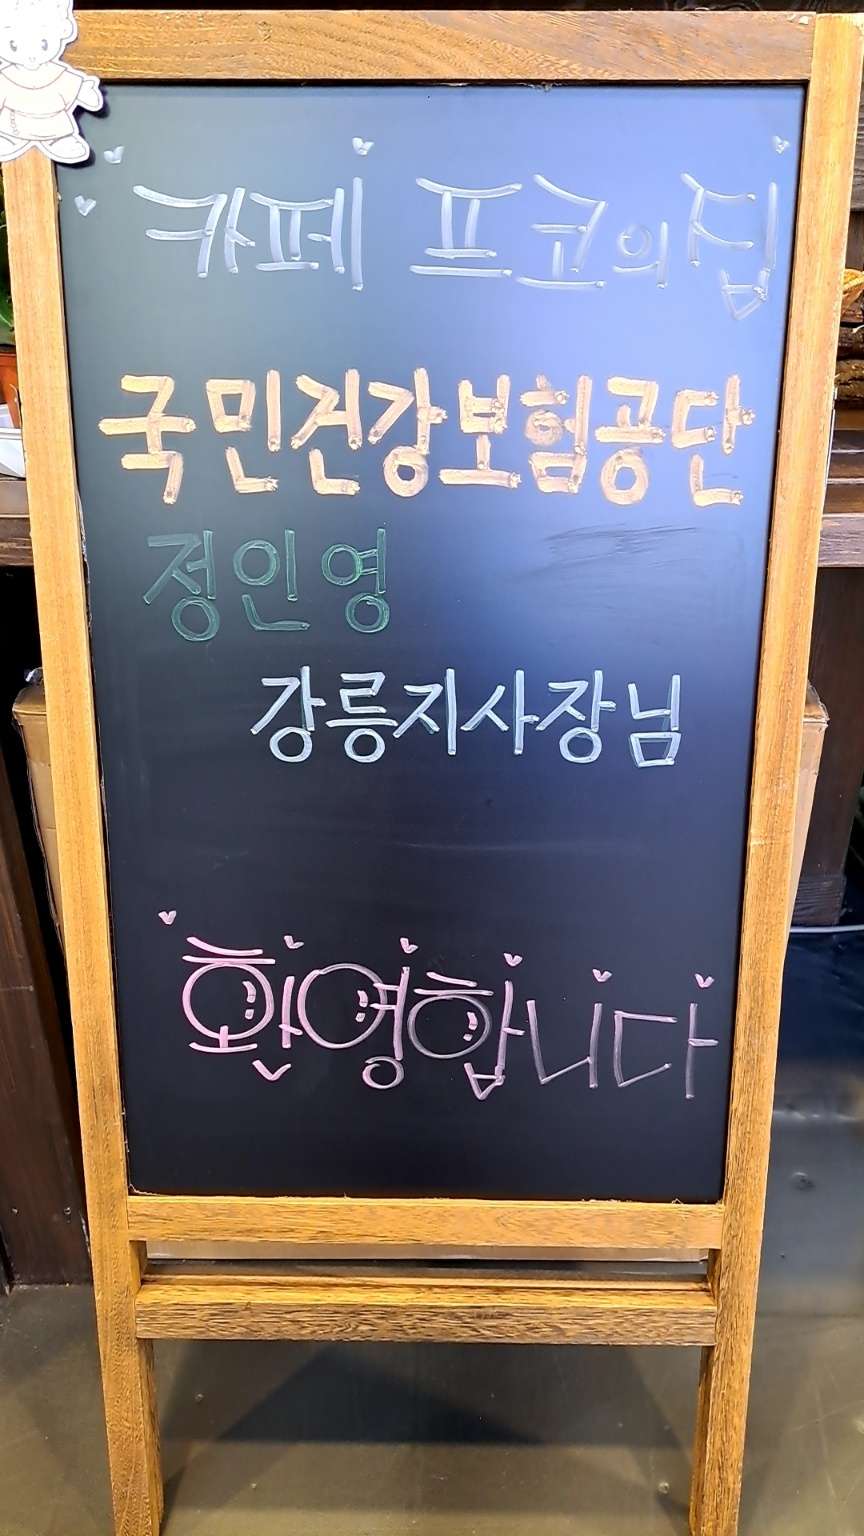 카페 프코의팁
국민건강보험공단
정인영
강릉지사장님
환영합니다